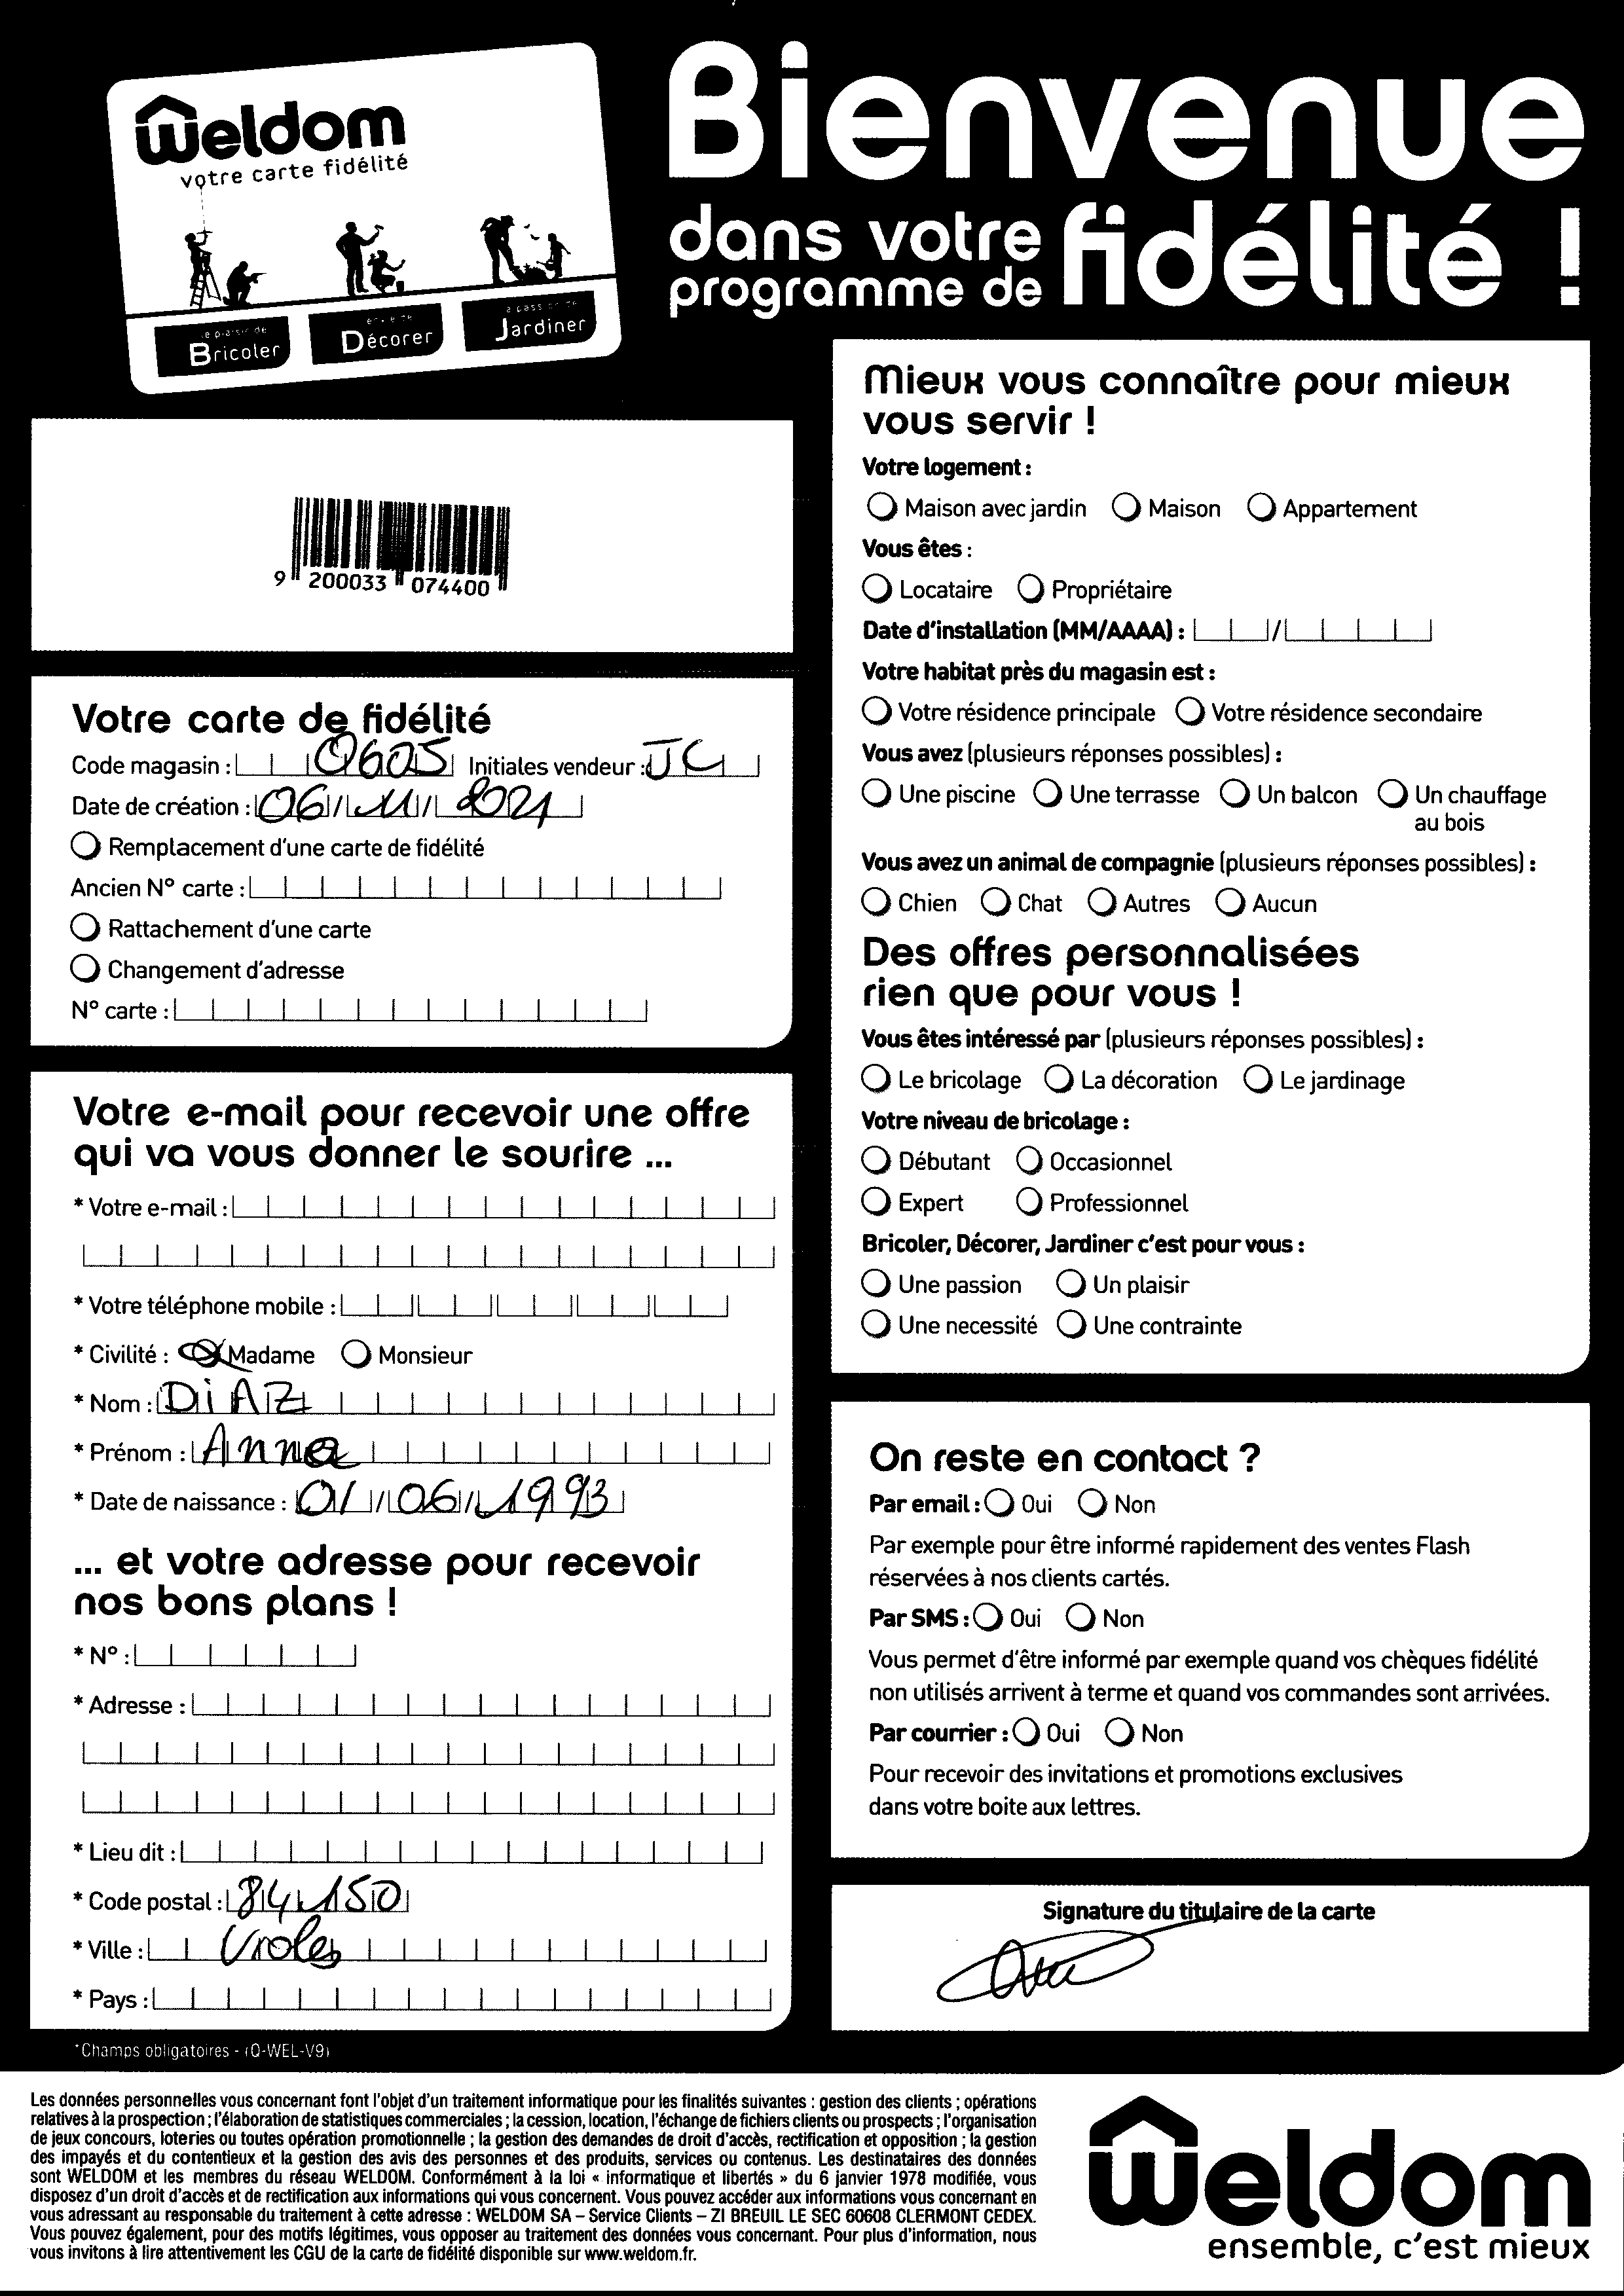 Weldom
votre carte fidélité
Bienvenue
dans votre
programme de fidélité !
le plaisir de
Bricoler
Décorer
Jardiner
9 200033 074400
Votre carte de fidélité
Code magasin : 0605 Initiales vendeur : JC
Date de création : 06/11/2021
Remplacement d'une carte de fidélité
Ancien N° carte :
Rattachement d'une carte
Changement d'adresse
N° carte :
Votre e-mail pour recevoir une offre
qui va vous donner le sourire ...
* Votre e-mail :
* Votre téléphone mobile :
* Civilité : Madame Monsieur
* Nom : DiAZ
* Prénom : Anna
* Date de naissance : 01/06/1993
... et votre adresse pour recevoir
nos bons plans !
* N° :
* Adresse :
* Lieu dit :
* Code postal : 84150
* Ville : Violes
* Pays :
*Champs obligatoires - (Q-WEL-V9)
Mieux vous connaître pour mieux
vous servir !
Votre logement :
Maison avec jardin Maison Appartement
Vous êtes :
Locataire Propriétaire
Date d'installation (MM/AAAA) : /
Votre habitat près du magasin est :
Votre résidence principale Votre résidence secondaire
Vous avez (plusieurs réponses possibles) :
Une piscine Une terrasse Un balcon Un chauffage
au bois
Vous avez un animal de compagnie (plusieurs réponses possibles) :
Chien Chat Autres Aucun
Des offres personnalisées
rien que pour vous !
Vous êtes intéressé par (plusieurs réponses possibles) :
Le bricolage La décoration Le jardinage
Votre niveau de bricolage :
Débutant Occasionnel
Expert Professionnel
Bricoler, Décorer, Jardiner c'est pour vous :
Une passion Un plaisir
Une necessité Une contrainte
On reste en contact ?
Par email : Oui Non
Par exemple pour être informé rapidement des ventes Flash
réservées à nos clients cartés.
Par SMS : Oui Non
Vous permet d'être informé par exemple quand vos chèques fidélité
non utilisés arrivent à terme et quand vos commandes sont arrivées.
Par courrier : Oui Non
Pour recevoir des invitations et promotions exclusives
dans votre boite aux lettres.
Signature du titulaire de la carte
Les données personnelles vous concernant font l'objet d'un traitement informatique pour les finalités suivantes : gestion des clients ; opérations
relatives à la prospection ; l'élaboration de statistiques commerciales ; la cession, location, l'échange de fichiers clients ou prospects ; l'organisation
de jeux concours, loteries ou toutes opération promotionnelle ; la gestion des demandes de droit d'accès, rectification et opposition ; la gestion
des impayés et du contentieux et la gestion des avis des personnes et des produits, services ou contenus. Les destinataires des données
sont WELDOM et les membres du réseau WELDOM. Conformément à la loi « informatique et libertés » du 6 janvier 1978 modifiée, vous
disposez d'un droit d'accès et de rectification aux informations qui vous concernent. Vous pouvez accéder aux informations vous concernant en
vous adressant au responsable du traitement à cette adresse : WELDOM SA – Service Clients – ZI BREUIL LE SEC 60608 CLERMONT CEDEX.
Vous pouvez également, pour des motifs légitimes, vous opposer au traitement des données vous concernant. Pour plus d'information, nous
vous invitons à lire attentivement les CGU de la carte de fidélité disponible sur www.weldom.fr.
Weldom
ensemble, c'est mieux